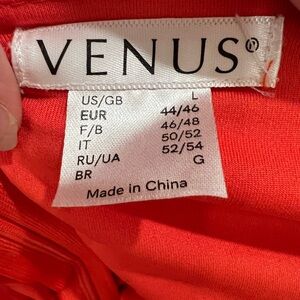 VENUS®
US/GB L
EUR 44/46
F/B 46/48
IT 50/52
RU/UA 52/54
BR G
Made in China